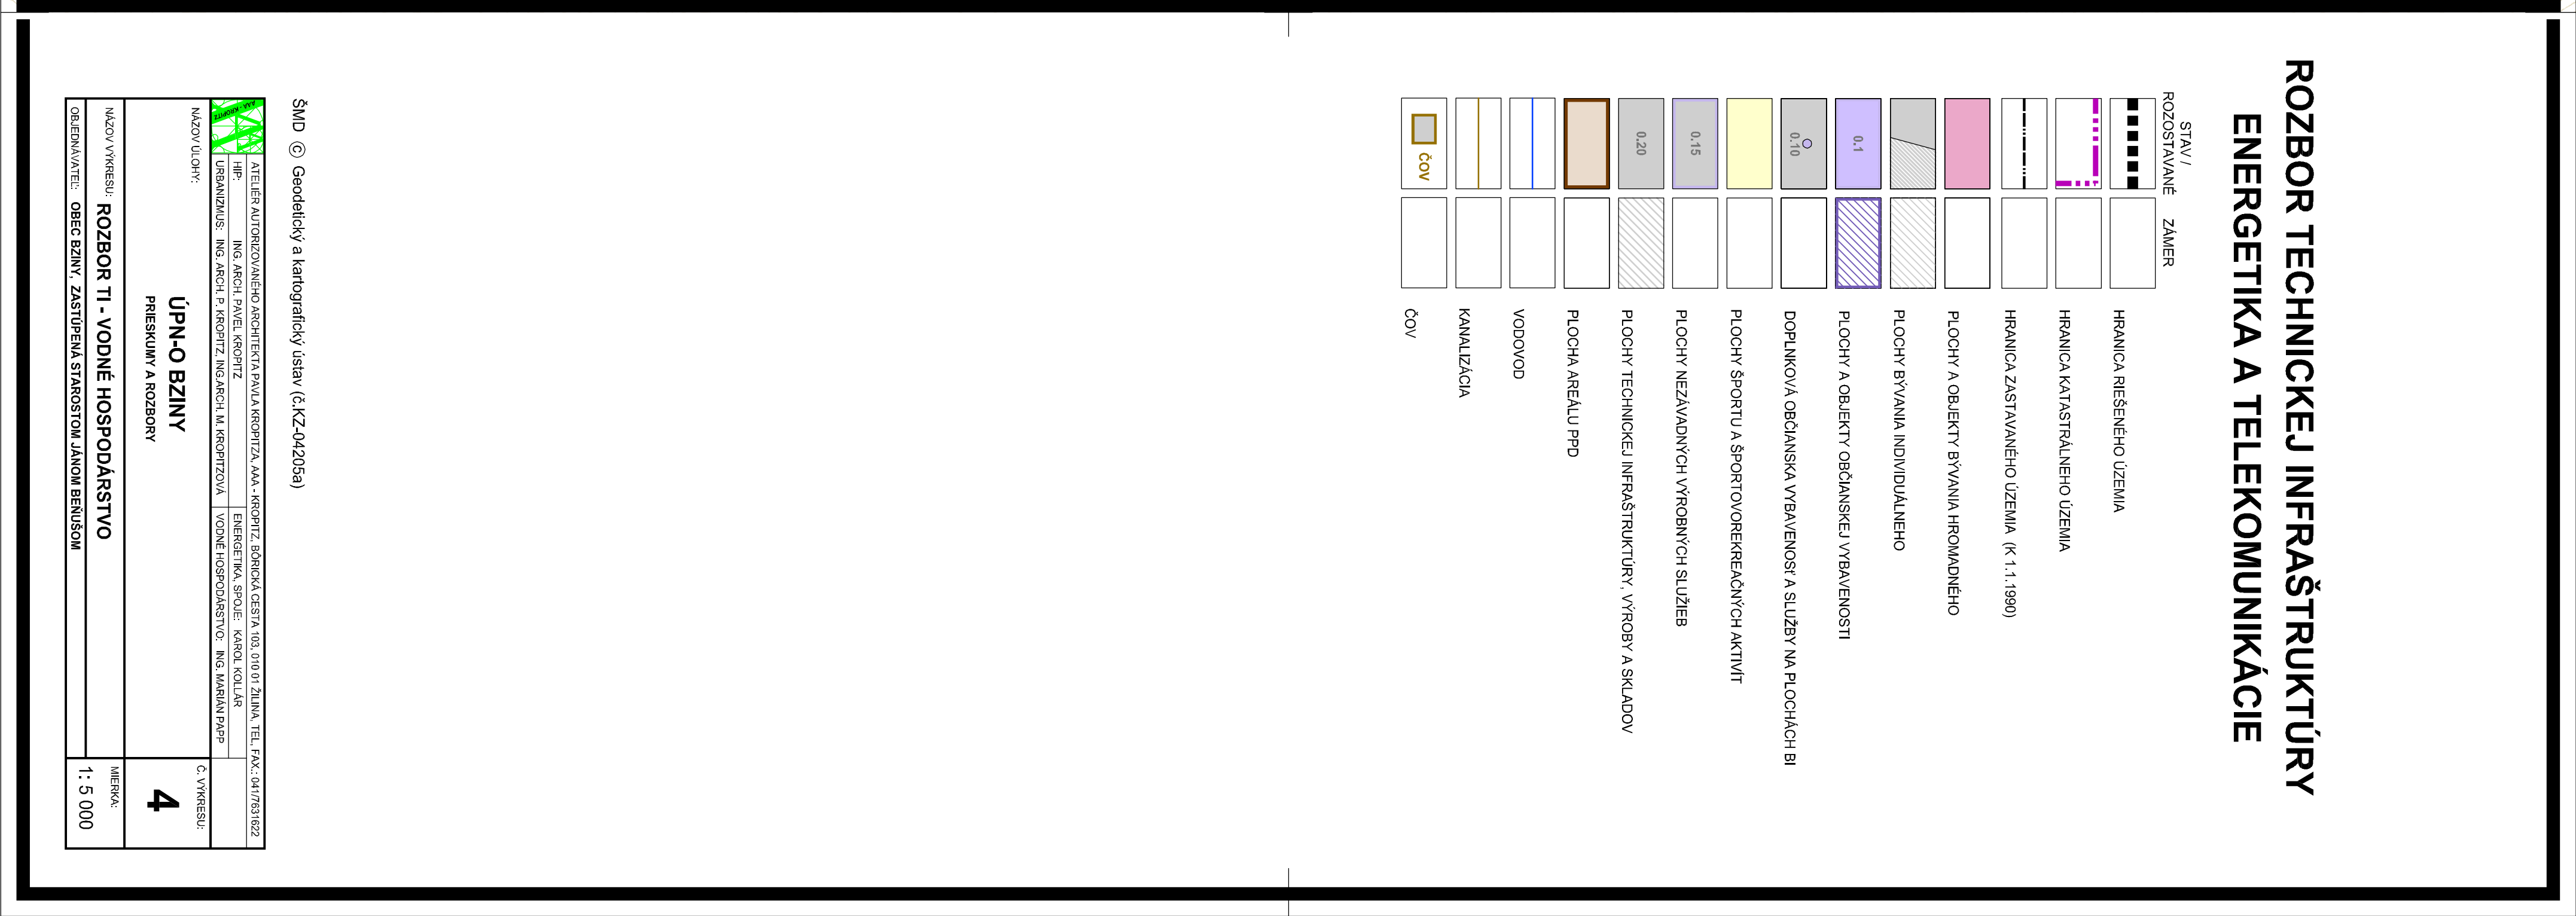 ROZBOR TECHNICKEJ INFRAŠTRUKTÚRY
ENERGETIKA A TELEKOMUNIKÁCIE
STAV /
ROZOSTAVANÉ ZÁMER
HRANICA RIEŠENÉHO ÚZEMIA
HRANICA KATASTRÁLNEHO ÚZEMIA
HRANICA ZASTAVANÉHO ÚZEMIA (K 1.1.1990)
PLOCHY A OBJEKTY BÝVANIA HROMADNÉHO
PLOCHY BÝVANIA INDIVIDUÁLNEHO
0.1 PLOCHY A OBJEKTY OBČIANSKEJ VYBAVENOSTI
0.10 DOPLNKOVÁ OBČIANSKA VYBAVENOSŤ A SLUŽBY NA PLOCHÁCH BI
PLOCHY ŠPORTU A ŠPORTOVOREKREAČNÝCH AKTIVÍT
0.15 PLOCHY NEZÁVADNÝCH VÝROBNÝCH SLUŽIEB
0.20 PLOCHY TECHNICKEJ INFRAŠTRUKTÚRY, VÝROBY A SKLADOV
PLOCHA AREÁLU PPD
VODOVOD
KANALIZÁCIA
ČOV ČOV
ŠMD © Geodetický a kartografický ústav (č.KZ-04205a)
AAA - KROPITZ
ATELIÉR AUTORIZOVANÉHO ARCHITEKTA PAVLA KROPITZA, AAA - KROPITZ, BÔRICKÁ CESTA 103, 010 01 ŽILINA, TEL, FAX.: 041/7631622
HIP: ING. ARCH. PAVEL KROPITZ ENERGETIKA, SPOJE: KAROL KOLLÁR
URBANIZMUS: ING. ARCH. P. KROPITZ, ING.ARCH. M. KROPITZOVÁ VODNÉ HOSPODÁRSTVO: ING. MARIÁN PAPP
NÁZOV ÚLOHY: Č. VÝKRESU:
ÚPN-O BZINY
PRIESKUMY A ROZBORY
4
NÁZOV VÝKRESU: ROZBOR TI - VODNÉ HOSPODÁRSTVO
MIERKA:
1: 5 000
OBJEDNÁVATEĽ: OBEC BZINY, ZASTÚPENÁ STAROSTOM JÁNOM BEŇUŠOM